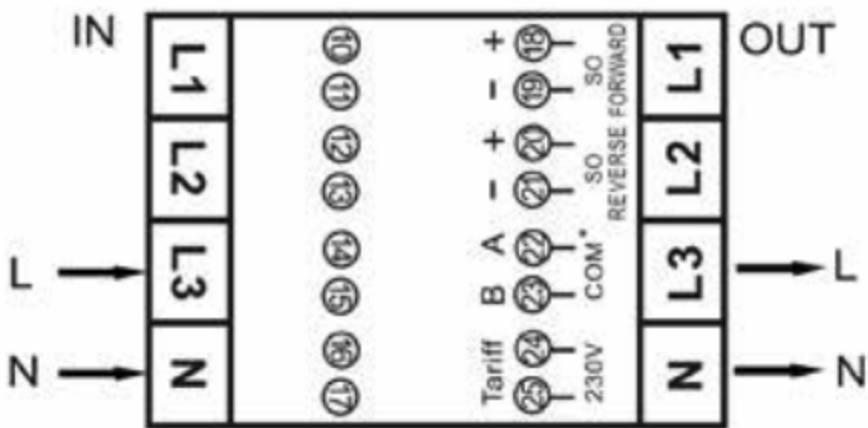 IN
OUT
L1
L2
L3
N
L
N
10
11
12
13
14
15
16
17
+ 18
- 19
SO
FORWARD
+ 20
- 21
SO
REVERSE
A 22
B 23
COM*
Tariff
24
25
230V
L1
L2
L3
N
L
N